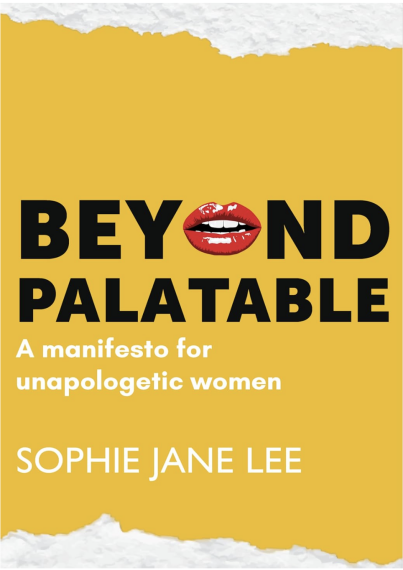 BEYOND
PALATABLE
A manifesto for
unapologetic women
SOPHIE JANE LEE